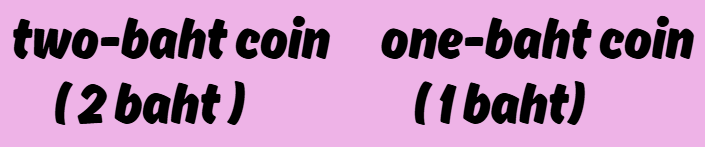 two-baht coin one-baht coin
( 2 baht ) ( 1 baht)